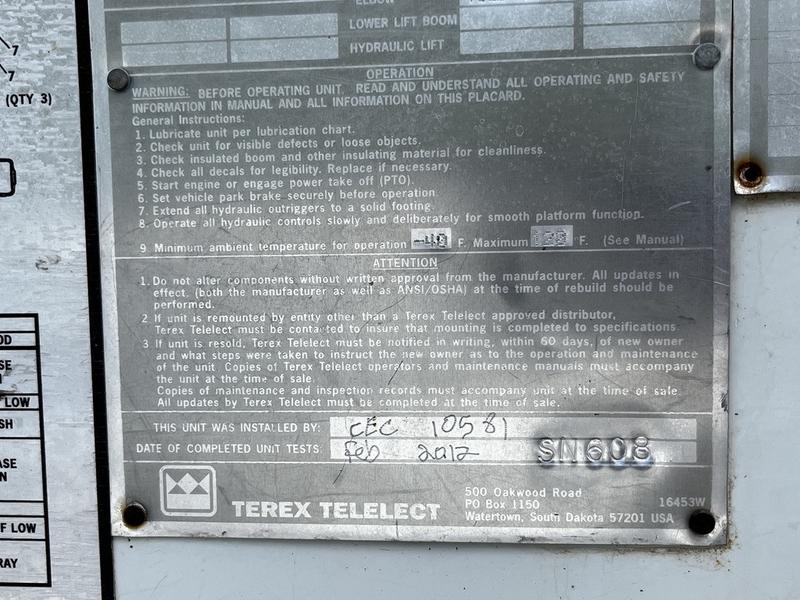 LOWER LIFT BOOM
HYDRAULIC LIFT
7
7
(QTY 3)
OPERATION
WARNING: BEFORE OPERATING UNIT, READ AND UNDERSTAND ALL OPERATING AND SAFETY
INFORMATION IN MANUAL AND ALL INFORMATION ON THIS PLACARD.
General Instructions:
1. Lubricate unit per lubrication chart.
2. Check unit for visible defects or loose objects.
3. Check insulated boom and other insulating material for cleanliness.
4. Check all decals for legibility. Replace if necessary.
5. Start engine or engage power take off (PTO).
6. Set vehicle park brake securely before operation.
7. Extend all hydraulic outriggers to a solid footing.
8. Operate all hydraulic controls slowly and deliberately for smooth platform function.
9. Minimum ambient temperature for operation -40 F. Maximum °F. (See Manual)
ATTENTION
1. Do not alter components without written approval from the manufacturer. All updates in
effect, (both the manufacturer as well as ANSI/OSHA) at the time of rebuild should be
performed.
2. If unit is remounted by entity other than a Terex Telelect approved distributor,
Terex Telelect must be contacted to insure that mounting is completed to specifications.
3. If unit is resold, Terex Telelect must be notified in writing, within 60 days, of new owner
and what steps were taken to instruct the new owner as to the operation and maintenance
of the unit. Copies of Terex Telelect operators and maintenance manuals must accompany
the unit at the time of sale.
Copies of maintenance and inspection records must accompany unit at the time of sale.
All updates by Terex Telelect must be completed at the time of sale.
THIS UNIT WAS INSTALLED BY: CEC 10581
DATE OF COMPLETED UNIT TESTS: Feb 2012 SN608
TEREX TELELECT
500 Oakwood Road
PO Box 1150
Watertown, South Dakota 57201 USA
16453W
F LOW